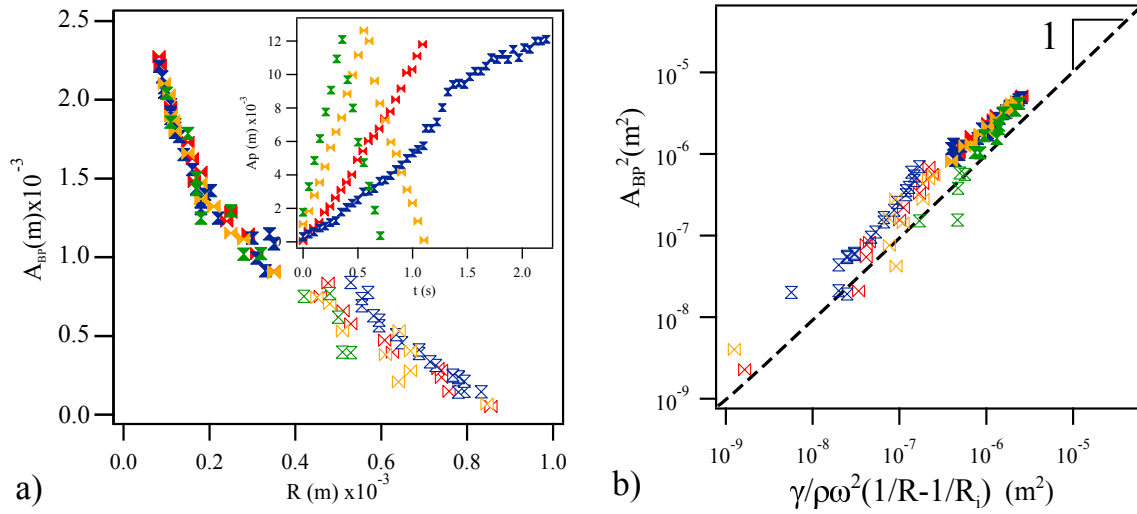 2.5
2.0
1.5
1.0
0.5
0.0
A_BP(m)x10^-3
0.0 0.2 0.4 0.6 0.8 1.0
R (m) x10^-3
a)
12
10
8
6
4
2
0
Ap (m) x10^-3
0.0 0.5 1.0 1.5 2.0
t (s)
b)
10^-5
10^-6
10^-7
10^-8
10^-9
A_BP^2(m^2)
1
10^-9 10^-8 10^-7 10^-6 10^-5
γ/ρω^2(1/R-1/R_i) (m^2)